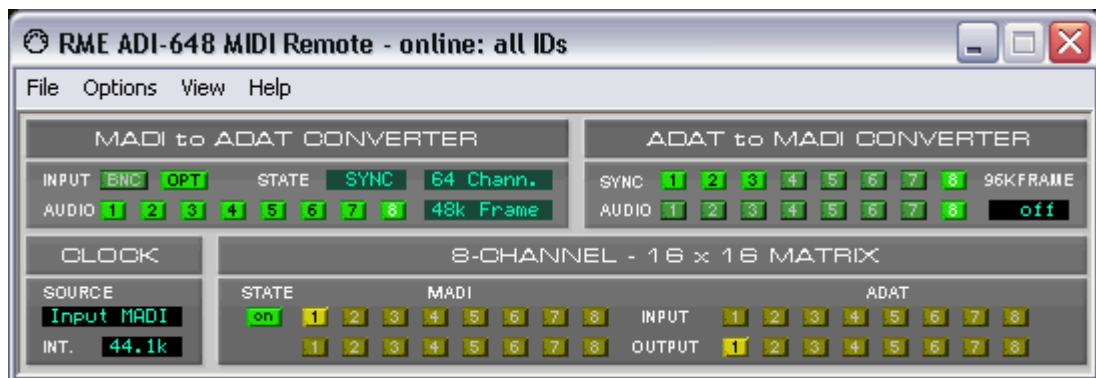 RME ADI-648 MIDI Remote - online: all IDs
File Options View Help
MADI to ADAT CONVERTER
INPUT BNC OPT STATE SYNC 64 Chann.
AUDIO 1 2 3 4 5 6 7 8 48k Frame
ADAT to MADI CONVERTER
SYNC 1 2 3 4 5 6 7 8 96K FRAME
AUDIO 1 2 3 4 5 6 7 8 off
CLOCK
SOURCE
Input MADI
INT. 44.1k
8-CHANNEL - 16 x 16 MATRIX
STATE MADI ADAT
on 1 2 3 4 5 6 7 8 INPUT 1 2 3 4 5 6 7 8
1 2 3 4 5 6 7 8 OUTPUT 1 2 3 4 5 6 7 8